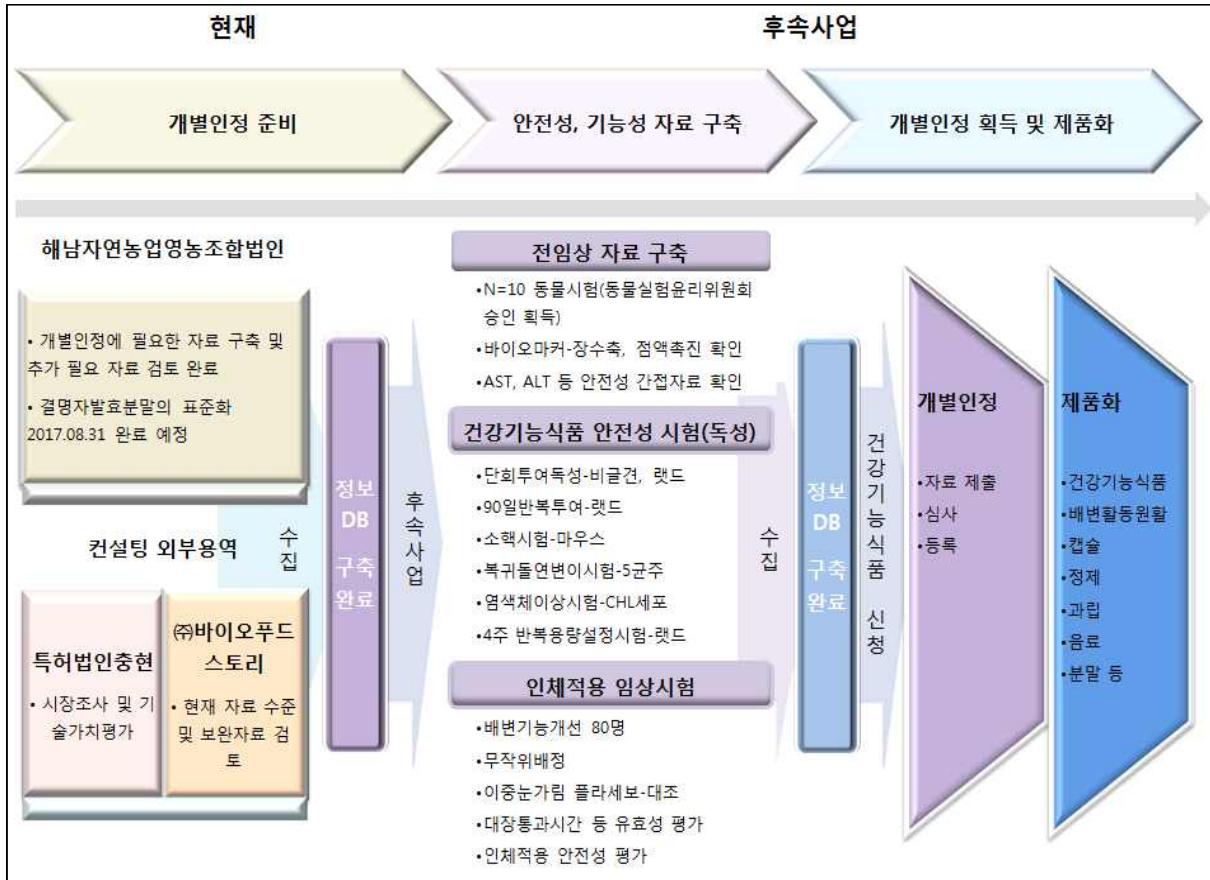 현재
후속사업
개별인정 준비
안전성, 기능성 자료 구축
개별인정 획득 및 제품화
해남자연농업영농조합법인
• 개별인정에 필요한 자료 구축 및
추가 필요 자료 검토 완료
• 결명자발효분말의 표준화
2017.08.31 완료 예정
컨설팅 외부용역
특허법인충현
• 시장조사 및 기
술가치평가
㈜바이오푸드
스토리
• 현재 자료 수준
및 보완자료 검
토
수집
정보
DB
구축
완료
후속사업
전임상 자료 구축
•N=10 동물시험(동물실험윤리위원회
승인 획득)
•바이오마커-장수축, 점액촉진 확인
•AST, ALT 등 안전성 간접자료 확인
건강기능식품 안전성 시험(독성)
•단회투여독성-비글견, 랫드
•90일반복투여-랫드
•소핵시험-마우스
•복귀돌연변이시험-5균주
•염색체이상시험-CHL세포
•4주 반복용량설정시험-랫드
인체적용 임상시험
•배변기능개선 80명
•무작위배정
•이중눈가림 플라세보-대조
•대장통과시간 등 유효성 평가
•인체적용 안전성 평가
수집
정보
DB
구축
완료
건강기능식품 신청
개별인정
•자료 제출
•심사
•등록
제품화
•건강기능식품
•배변활동원활
•캡슐
•정제
•과립
•음료
•분말 등